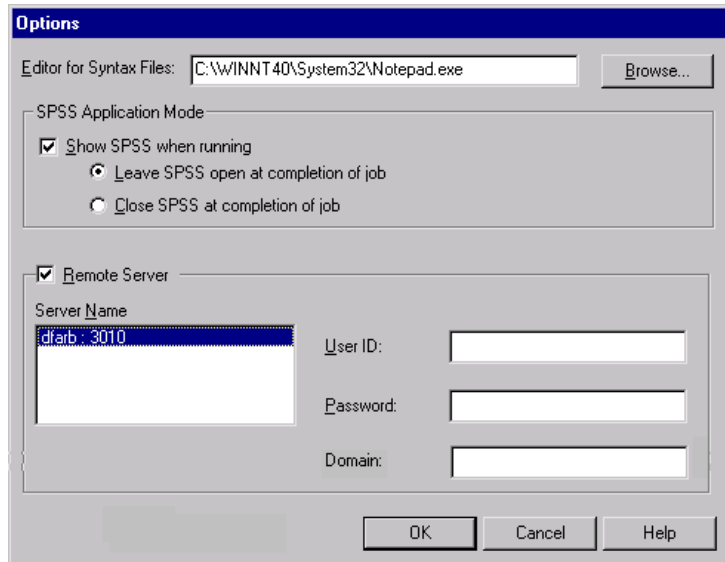 Options
Editor for Syntax Files: C:\WINNT40\System32\Notepad.exe Browse...
SPSS Application Mode
Show SPSS when running
Leave SPSS open at completion of job
Close SPSS at completion of job
Remote Server
Server Name
dfarb : 3010
User ID:
Password:
Domain:
OK Cancel Help